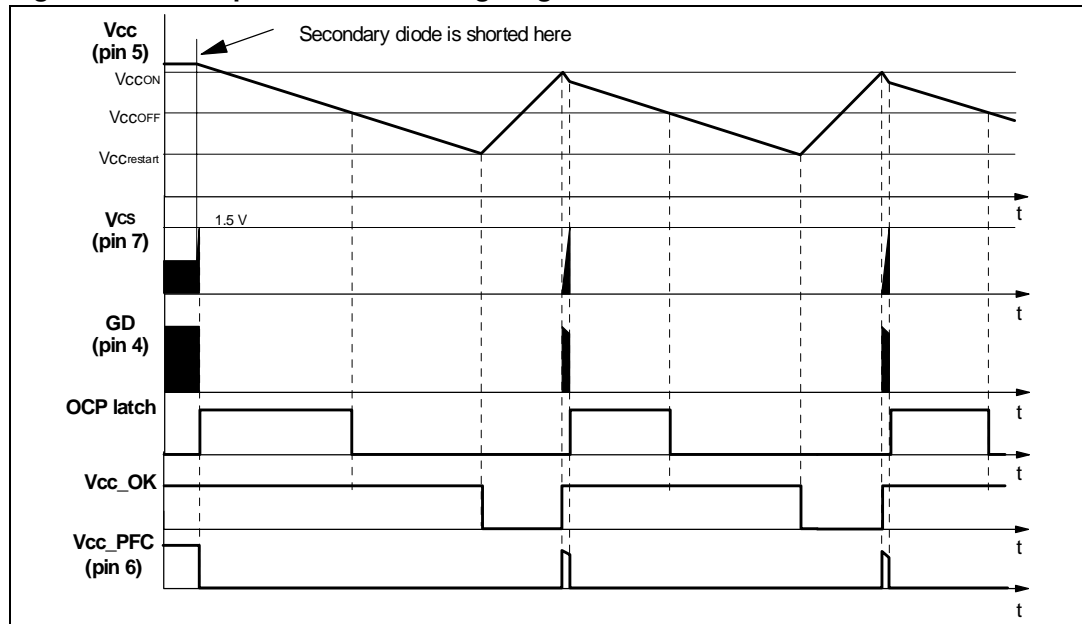 Vcc
(pin 5)
Secondary diode is shorted here
VccON
VccOFF
Vccrestart
t
Vcs
(pin 7)
1.5 V
t
GD
(pin 4)
t
OCP latch
t
Vcc_OK
t
Vcc_PFC
(pin 6)
t